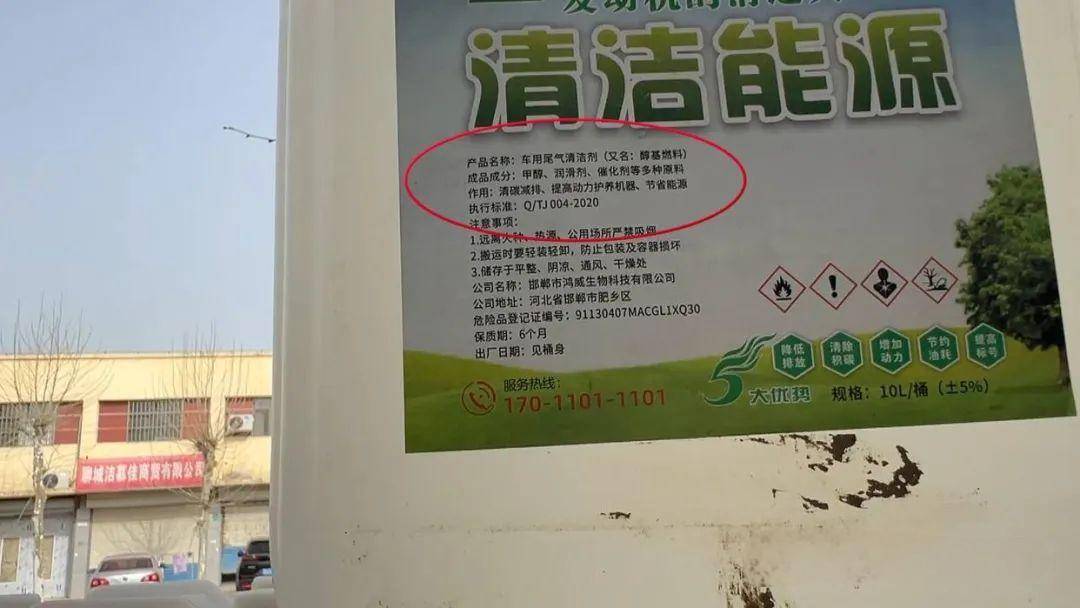 清洁能源
产品名称：车用尾气清洁剂（又名：醇基燃料）
成品成分：甲醇、润滑剂、催化剂等多种原料
作用：清碳减排、提高动力护养机器、节省能源
执行标准：Q/TJ 004-2020
注意事项：
1.远离火种、热源、公用场所严禁吸烟
2.搬运时要轻装轻卸，防止包装及容器损坏
3.储存于平整、阴凉、通风、干燥处
公司名称：邯郸市鸿威生物科技有限公司
公司地址：河北省邯郸市肥乡区
危险品登记证编号：91130407MACGL1XQ30
保质期：6个月
出厂日期：见桶身
服务热线：
170-1101-1101
5大优势
降低排放
清除积碳
增加动力
节约油耗
提高标号
规格：10L/桶（±5%）
聊城洁慕佳商贸有限公司